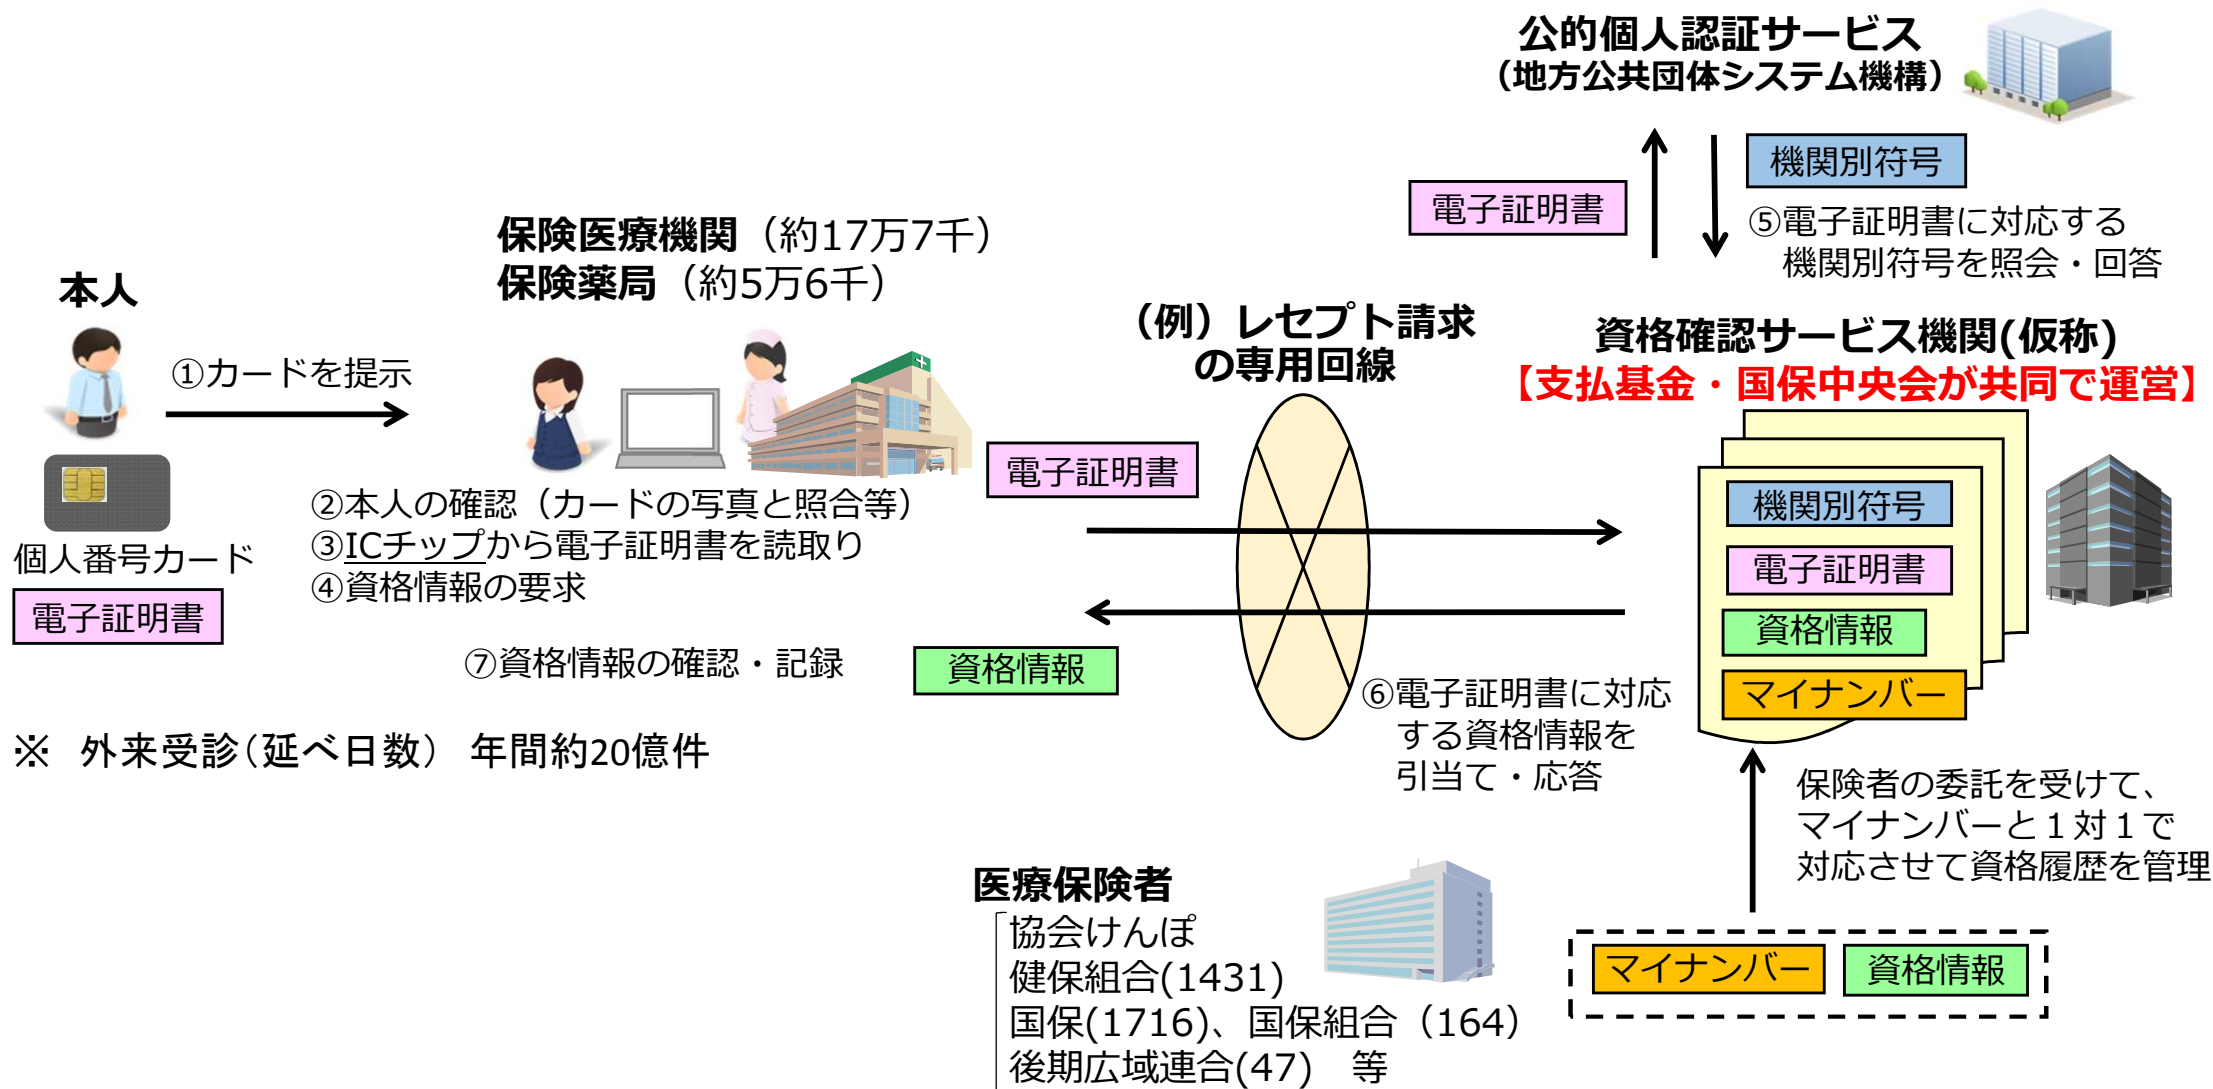 公的個人認証サービス
（地方公共団体システム機構）
機関別符号
電子証明書
⑤電子証明書に対応する
機関別符号を照会・回答
保険医療機関（約17万7千）
保険薬局（約5万6千）
本人
①カードを提示
（例）レセプト請求
の専用回線
資格確認サービス機関(仮称)
【支払基金・国保中央会が共同で運営】
電子証明書
機関別符号
電子証明書
資格情報
マイナンバー
②本人の確認（カードの写真と照合等）
③ICチップから電子証明書を読取り
④資格情報の要求
個人番号カード
電子証明書
⑦資格情報の確認・記録
資格情報
⑥電子証明書に対応
する資格情報を
引当て・応答
※　外来受診（延べ日数）　年間約20億件
保険者の委託を受けて、
マイナンバーと１対１で
対応させて資格履歴を管理
医療保険者
協会けんぽ
健保組合(1431)
国保(1716)、国保組合（164）
後期広域連合(47)　等
マイナンバー
資格情報